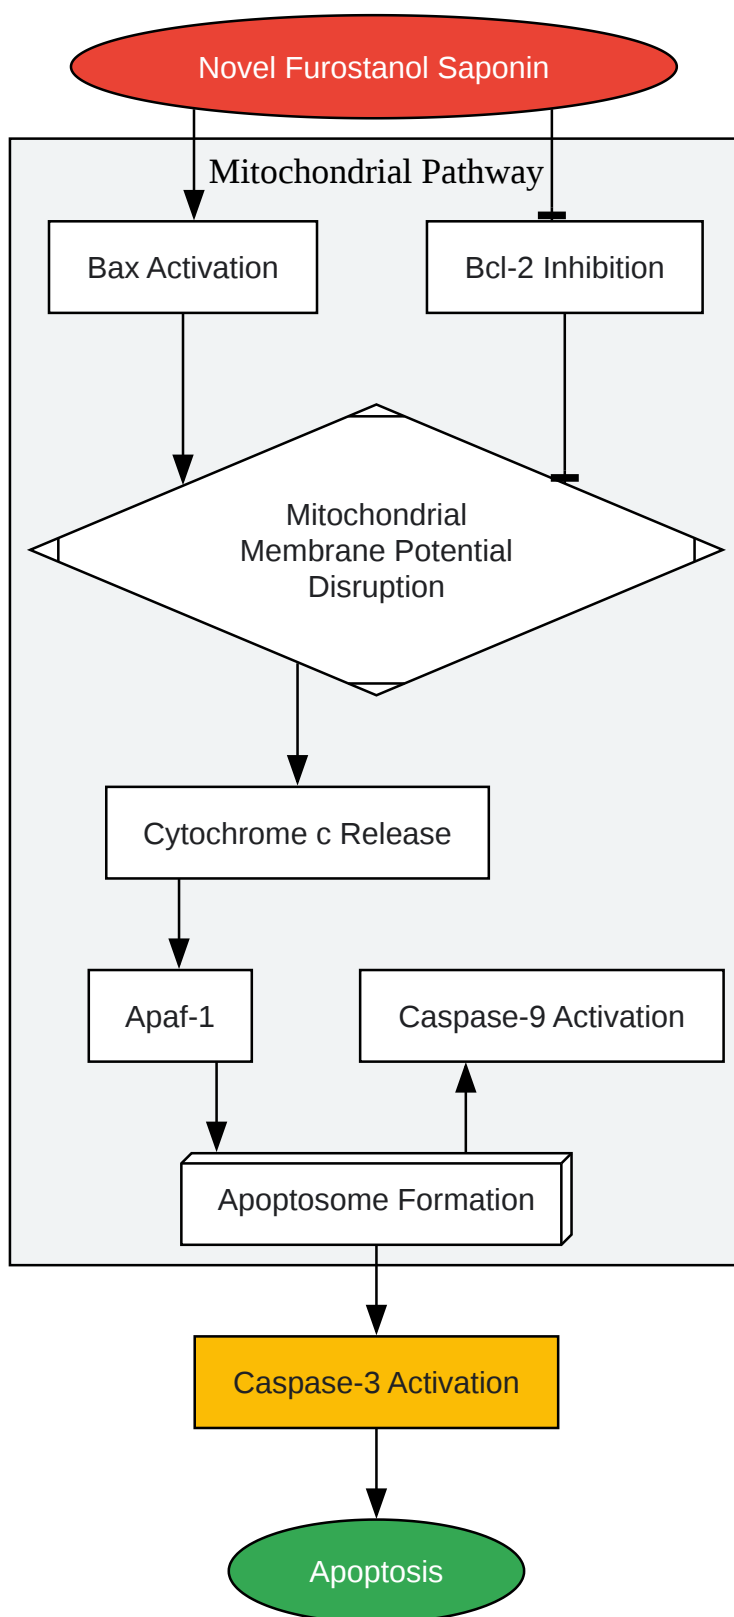 Novel Furostanol Saponin
Mitochondrial Pathway
Bax Activation
Bcl-2 Inhibition
Mitochondrial
Membrane Potential
Disruption
Cytochrome c Release
Apaf-1
Caspase-9 Activation
Apoptosome Formation
Caspase-3 Activation
Apoptosis